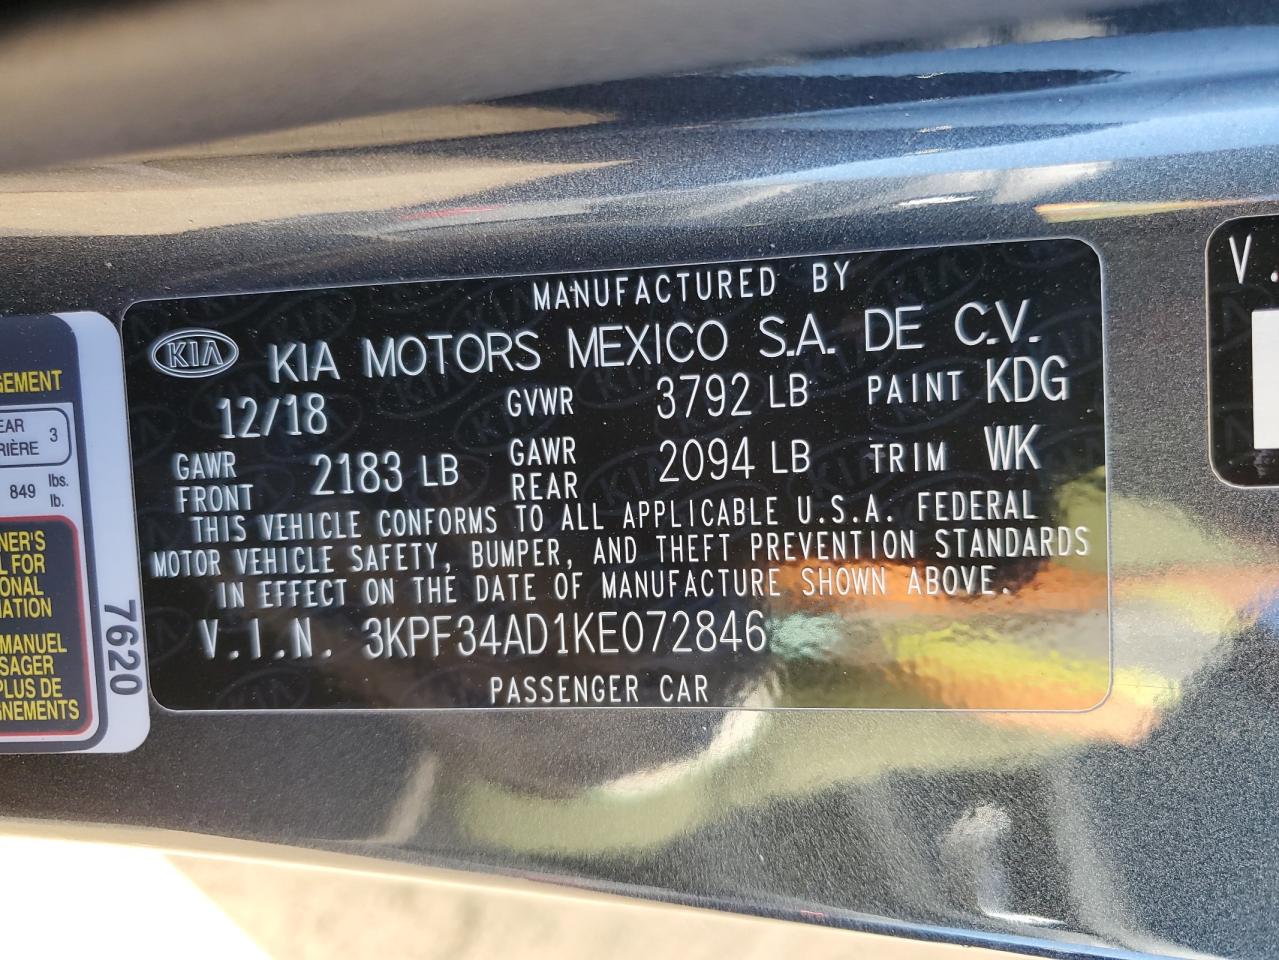 MANUFACTURED BY
KIA KIA MOTORS MEXICO S.A. DE C.V.
12/18 GVWR 3792 LB PAINT KDG
GAWR FRONT 2183 LB GAWR REAR 2094 LB TRIM WK
THIS VEHICLE CONFORMS TO ALL APPLICABLE U.S.A. FEDERAL
MOTOR VEHICLE SAFETY, BUMPER, AND THEFT PREVENTION STANDARDS
IN EFFECT ON THE DATE OF MANUFACTURE SHOWN ABOVE.
V.I.N. 3KPF34AD1KE072846
PASSENGER CAR
GEMENT
EAR
RIÈRE 3
849 lbs.
lb.
NER'S
L FOR
IONAL
MATION
MANUEL
SAGER
PLUS DE
GNEMENTS
7620
V.